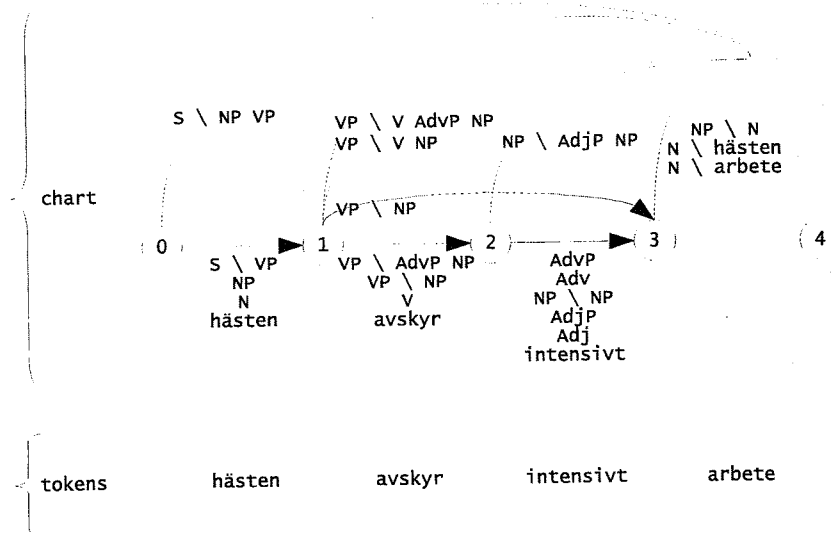 S \ NP VP
VP \ V AdvP NP
VP \ V NP
NP \ AdjP NP
NP \ N
N \ hästen
N \ arbete
chart
VP \ NP
0
1
2
3
4
S \ VP
NP
N
hästen
VP \ AdvP NP
VP \ NP
V
avskyr
AdvP
Adv
NP \ NP
AdjP
Adj
intensivt
tokens hästen avskyr intensivt arbete